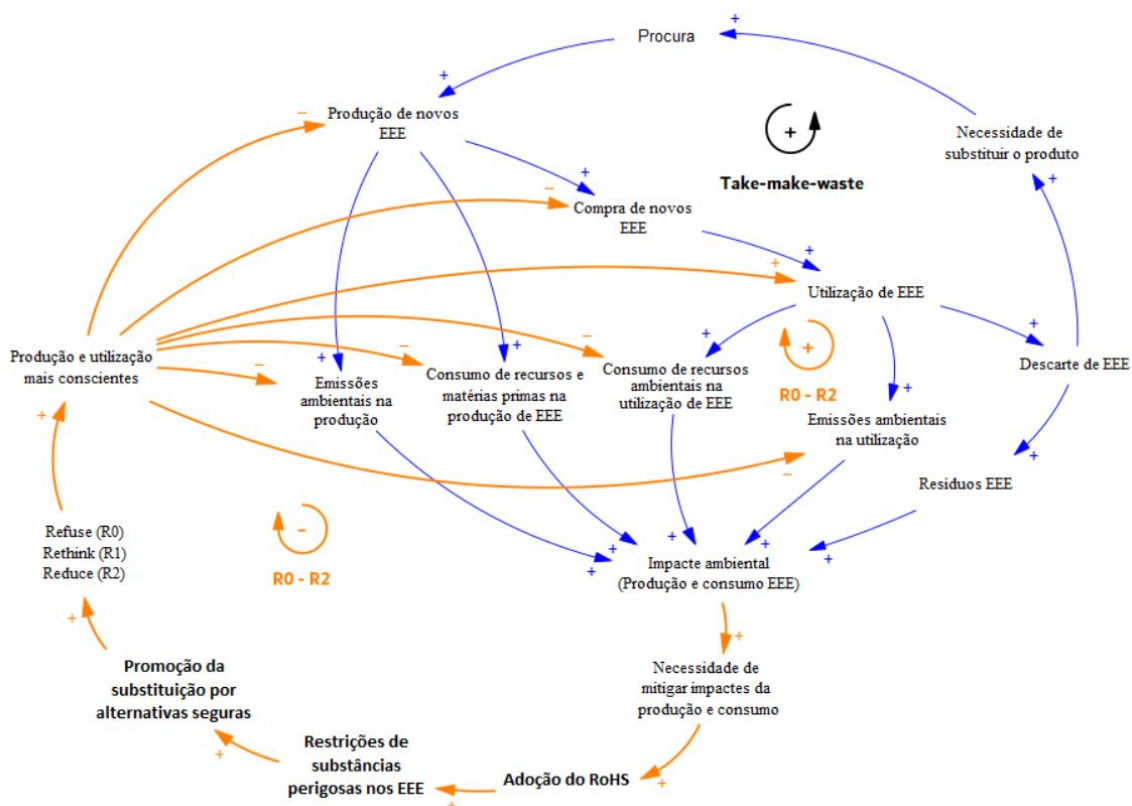 Procura
Produção de novos
EEE
Necessidade de
substituir o produto
+
Take-make-waste
Compra de novos
EEE
Utilização de EEE
Produção e utilização
mais conscientes
Emissões
ambientais na
produção
Consumo de recursos e
matérias primas na
produção de EEE
Consumo de recursos
ambientais na
utilização de EEE
+
R0 - R2
Descarte de EEE
Emissões ambientais
na utilização
Resíduos EEE
Refuse (R0)
Rethink (R1)
Reduce (R2)
-
R0 - R2
Impacte ambiental
(Produção e consumo EEE)
Necessidade de
mitigar impactes da
produção e consumo
Promoção da
substituição por
alternativas seguras
Restrições de
substâncias
perigosas nos EEE
Adoção do RoHS